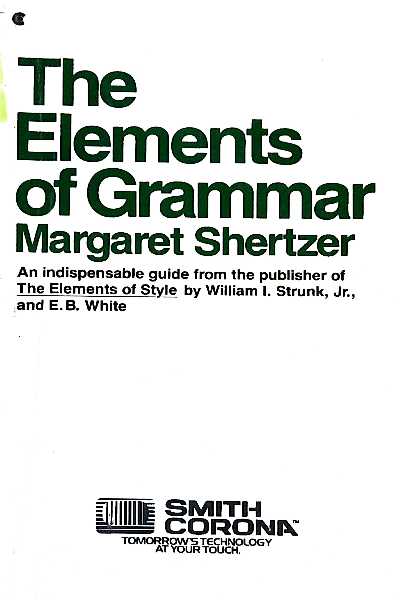 The
Elements
of Grammar
Margaret Shertzer
An indispensable guide from the publisher of
The Elements of Style by William I. Strunk, Jr.,
and E.B. White
SMITH
CORONA™
TOMORROW'S TECHNOLOGY
AT YOUR TOUCH.